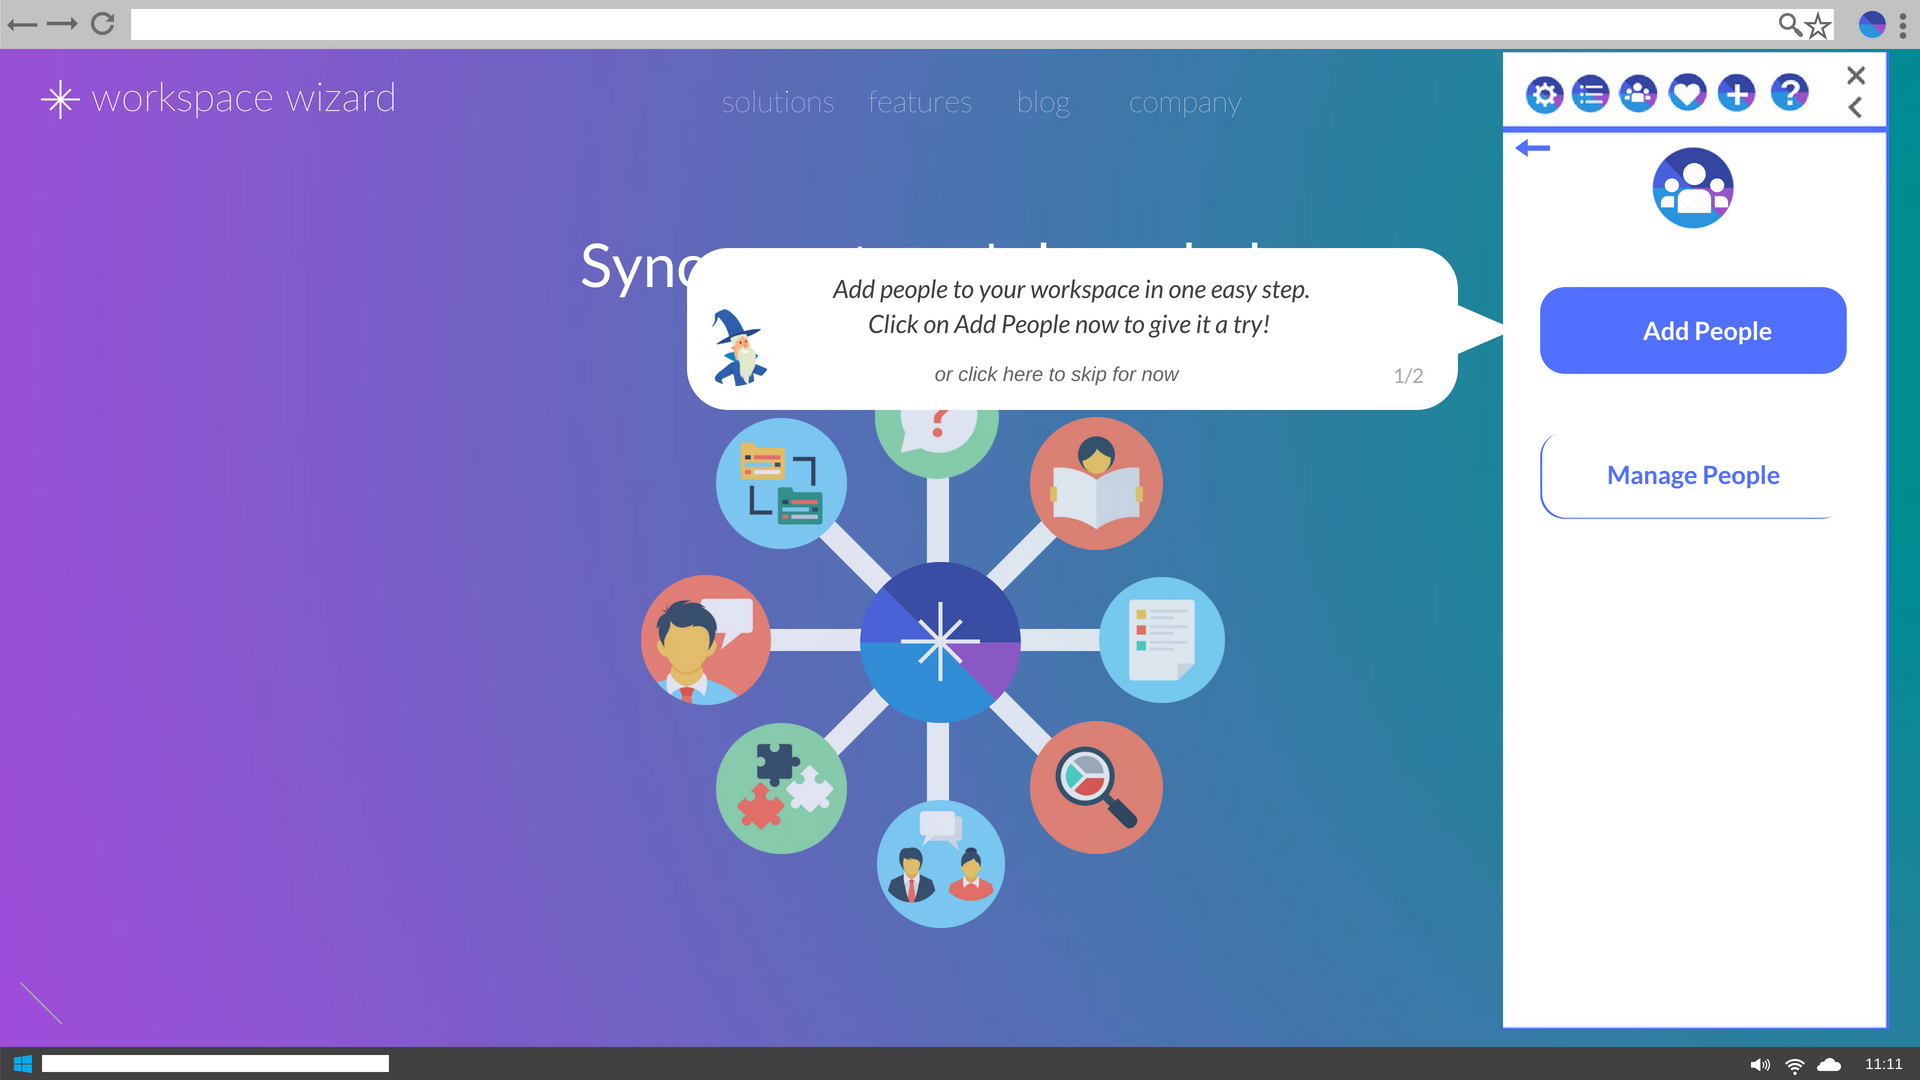 workspace wizard
solutions features blog company
Add people to your workspace in one easy step.
Click on Add People now to give it a try!
or click here to skip for now
1/2
Add People
Manage People
11:11